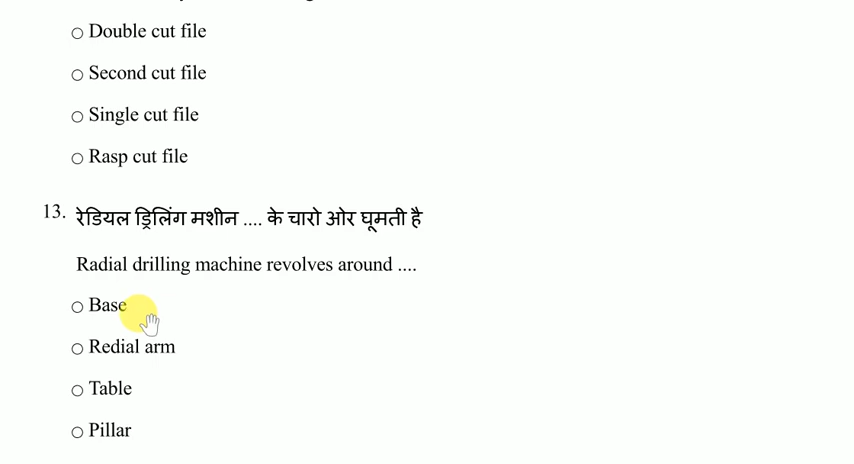 Double cut file
Second cut file
Single cut file
Rasp cut file
13. रेडियल ड्रिलिंग मशीन .... के चारो ओर घूमती है
Radial drilling machine revolves around ....
Base
Redial arm
Table
Pillar